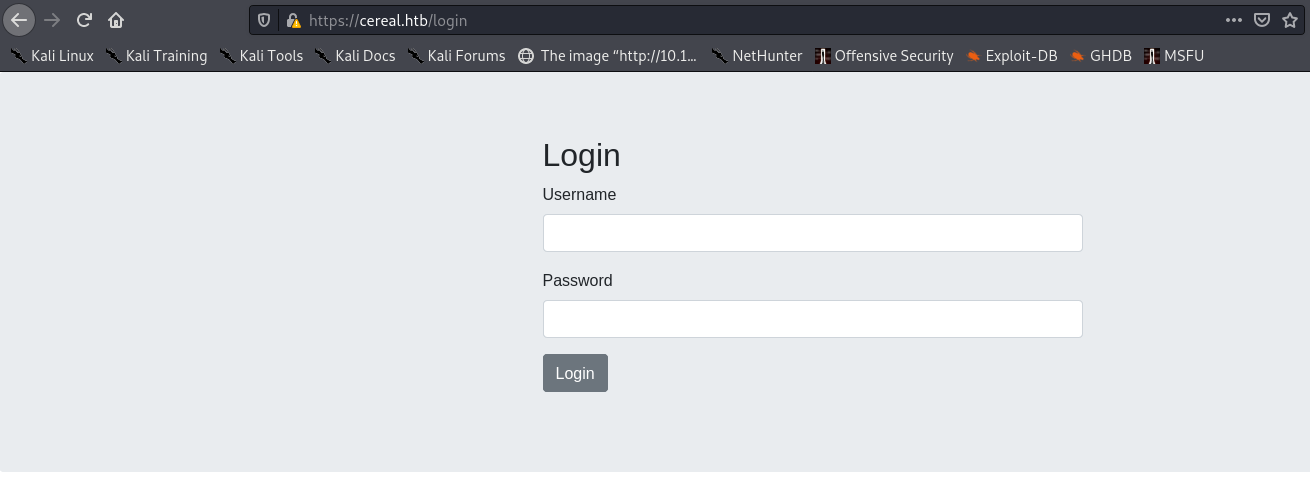 https://cereal.htb/login
Kali Linux Kali Training Kali Tools Kali Docs Kali Forums The image “http://10.1... NetHunter Offensive Security Exploit-DB GHDB MSFU
Login
Username
Password
Login